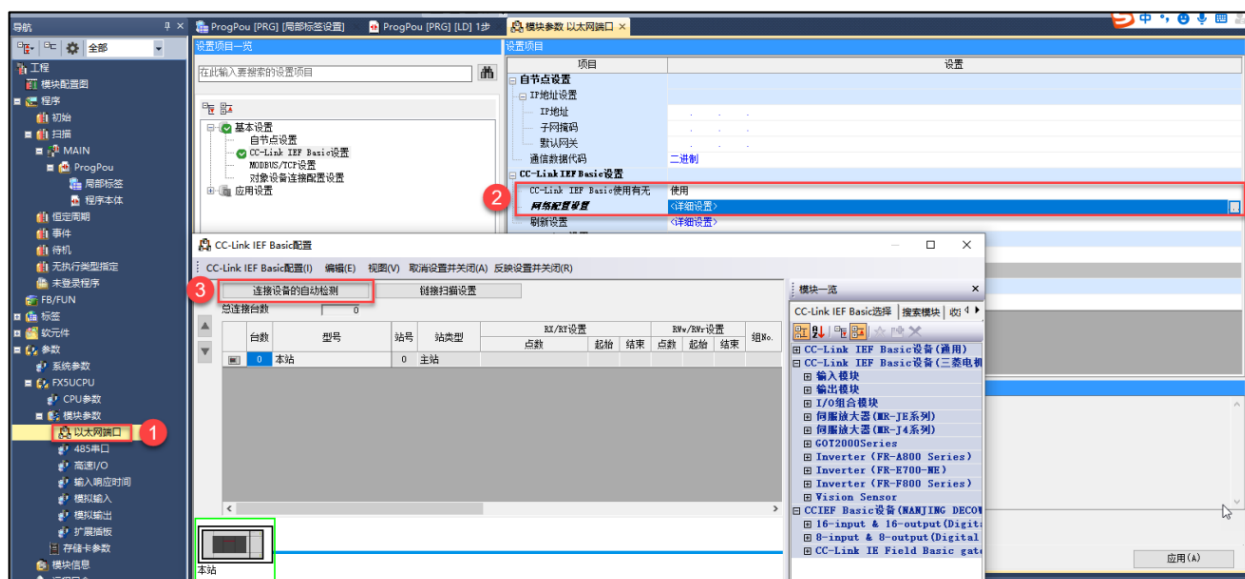 导航
全部
工程
模块配置图
程序
初始
扫描
MAIN
ProgPou
局部标签
程序本体
恒定周期
事件
待机
无执行类型指定
未登录程序
FB/FUN
标签
软元件
参数
系统参数
FX5UCPU
CPU参数
模块参数
以太网端口
1
485串口
高速I/O
输入响应时间
模拟输入
模拟输出
扩展插板
存储卡参数
模块信息
ProgPou [PRG] [局部标签设置]
ProgPou [PRG] [LD] 1步
模块参数 以太网端口
中
设置项目一览
在此输入要搜索的设置项目
基本设置
自节点设置
CC-Link IEF Basic设置
MODBUS/TCP设置
对象设备连接配置设置
应用设置
设置项目
项目 设置
自节点设置
IP地址设置
IP地址 . . .
子网掩码 . . .
默认网关 . . .
通信数据代码 二进制
CC-Link IEF Basic设置
2
CC-Link IEF Basic使用有无 使用
网络配置设置 <详细设置>
刷新设置 <详细设置>
CC-Link IEF Basic配置
CC-Link IEF Basic配置(I) 编辑(E) 视图(V) 取消设置并关闭(A) 反映设置并关闭(R)
3
连接设备的自动检测 链接扫描设置
总连接台数 0
台数 型号 站号 站类型 RX/RY设置 RWw/RWr设置 组No.
点数 起始 结束 点数 起始 结束
0 本站 0 主站
本站
模块一览
CC-Link IEF Basic选择 搜索模块
CC-Link IEF Basic设备(通用)
CC-Link IEF Basic设备(三菱电机
输入模块
输出模块
I/O组合模块
伺服放大器(MR-JE系列)
伺服放大器(MR-J4系列)
GOT2000Series
Inverter (FR-A800 Series)
Inverter (FR-E700-NE)
Inverter (FR-F800 Series)
Vision Sensor
CCIEF Basic设备(NANJING DECOW
16-input & 16-output(Digit
8-input & 8-output(Digital
CC-Link IE Field Basic gate
应用(A)